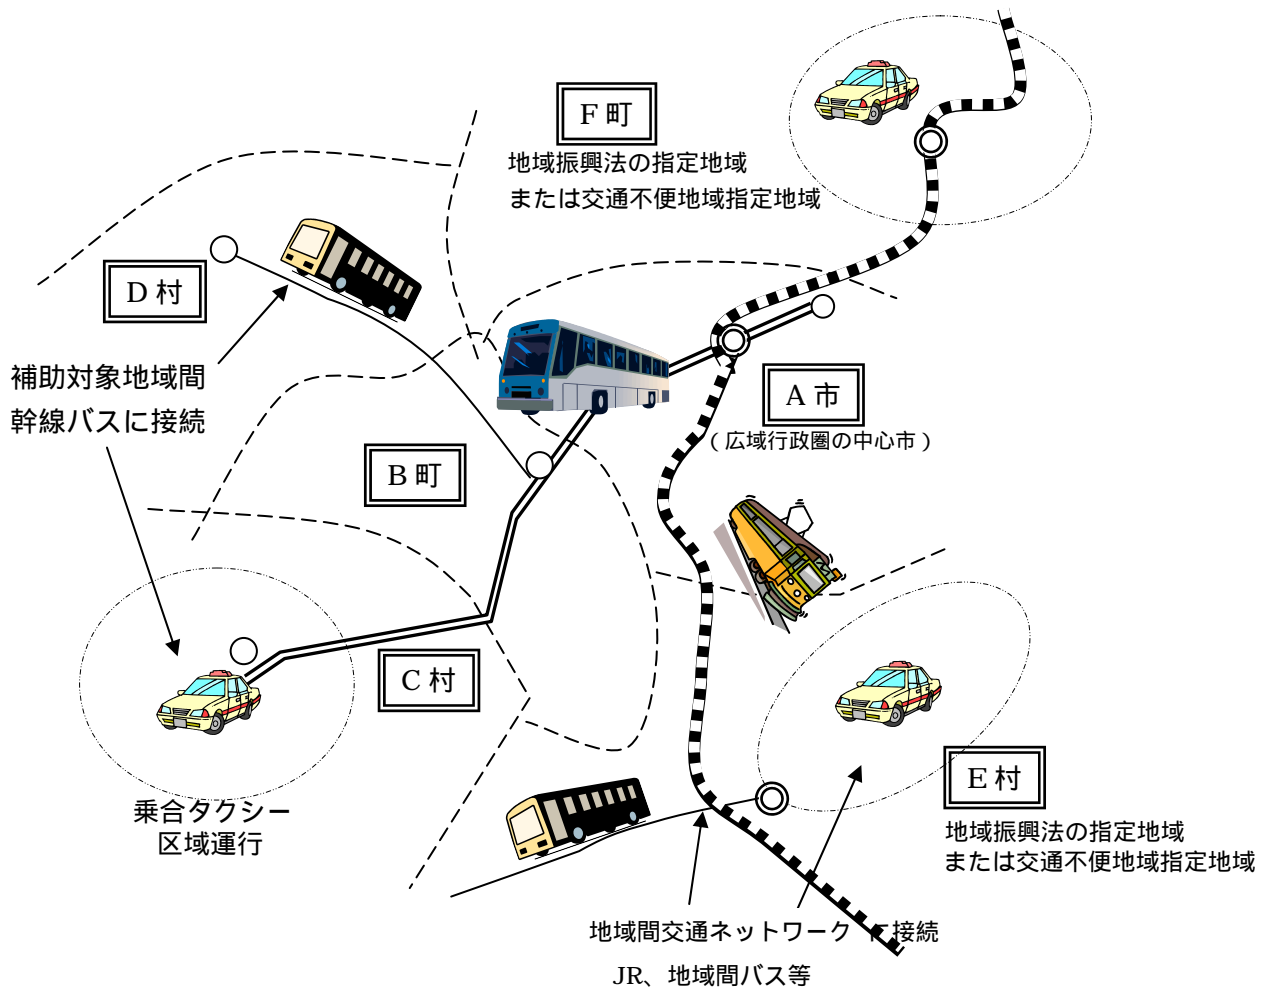 F 町
地域振興法の指定地域
または交通不便地域指定地域
D 村
補助対象地域間
幹線バスに接続
A 市
(広域行政圏の中心市)
B 町
C 村
E 村
乗合タクシー
区域運行
地域振興法の指定地域
または交通不便地域指定地域
地域間交通ネットワーク に接続
JR、地域間バス等